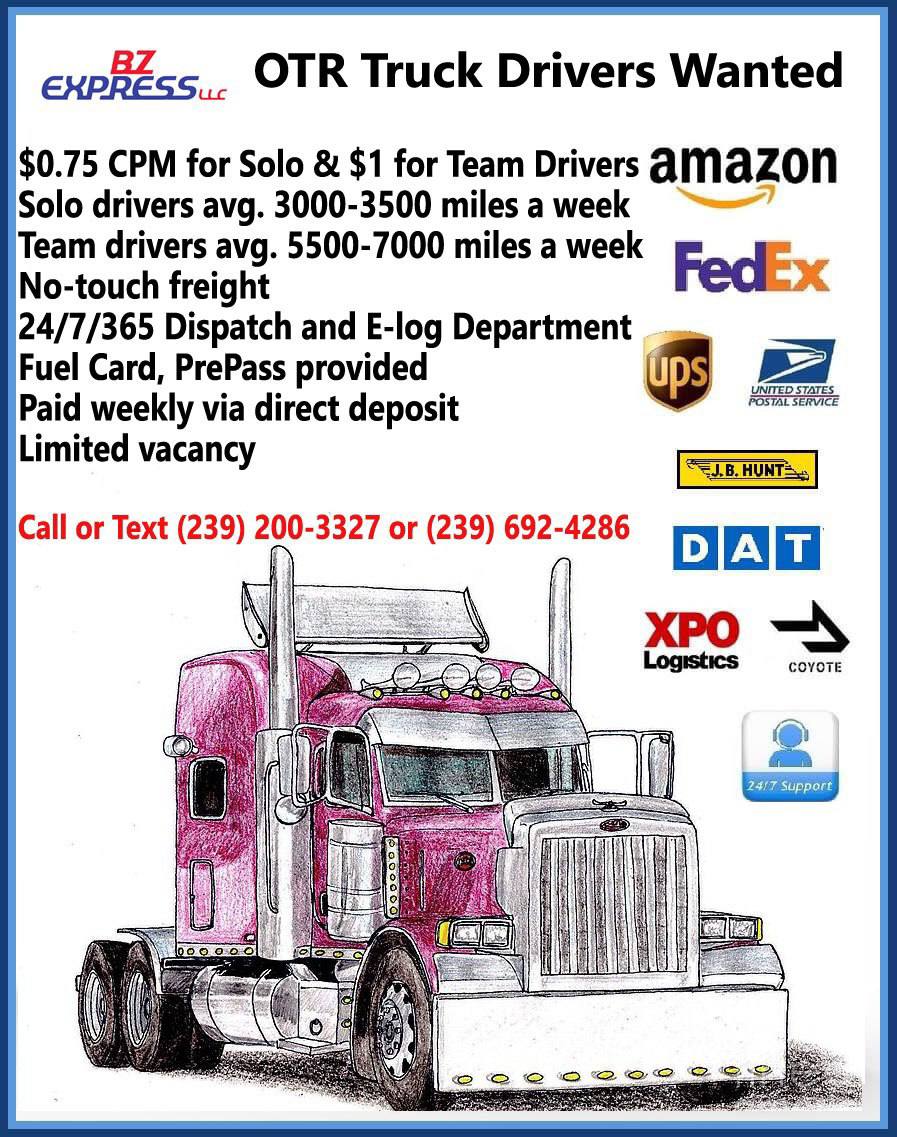 BZ
EXPRESS LLC
OTR Truck Drivers Wanted
$0.75 CPM for Solo & $1 for Team Drivers
Solo drivers avg. 3000-3500 miles a week
Team drivers avg. 5500-7000 miles a week
No-touch freight
24/7/365 Dispatch and E-log Department
Fuel Card, PrePass provided
Paid weekly via direct deposit
Limited vacancy
Call or Text (239) 200-3327 or (239) 692-4286
amazon
FedEx
ups
UNITED STATES
POSTAL SERVICE
J.B. HUNT
DAT
XPO
Logistics
COYOTE
24/7 Support